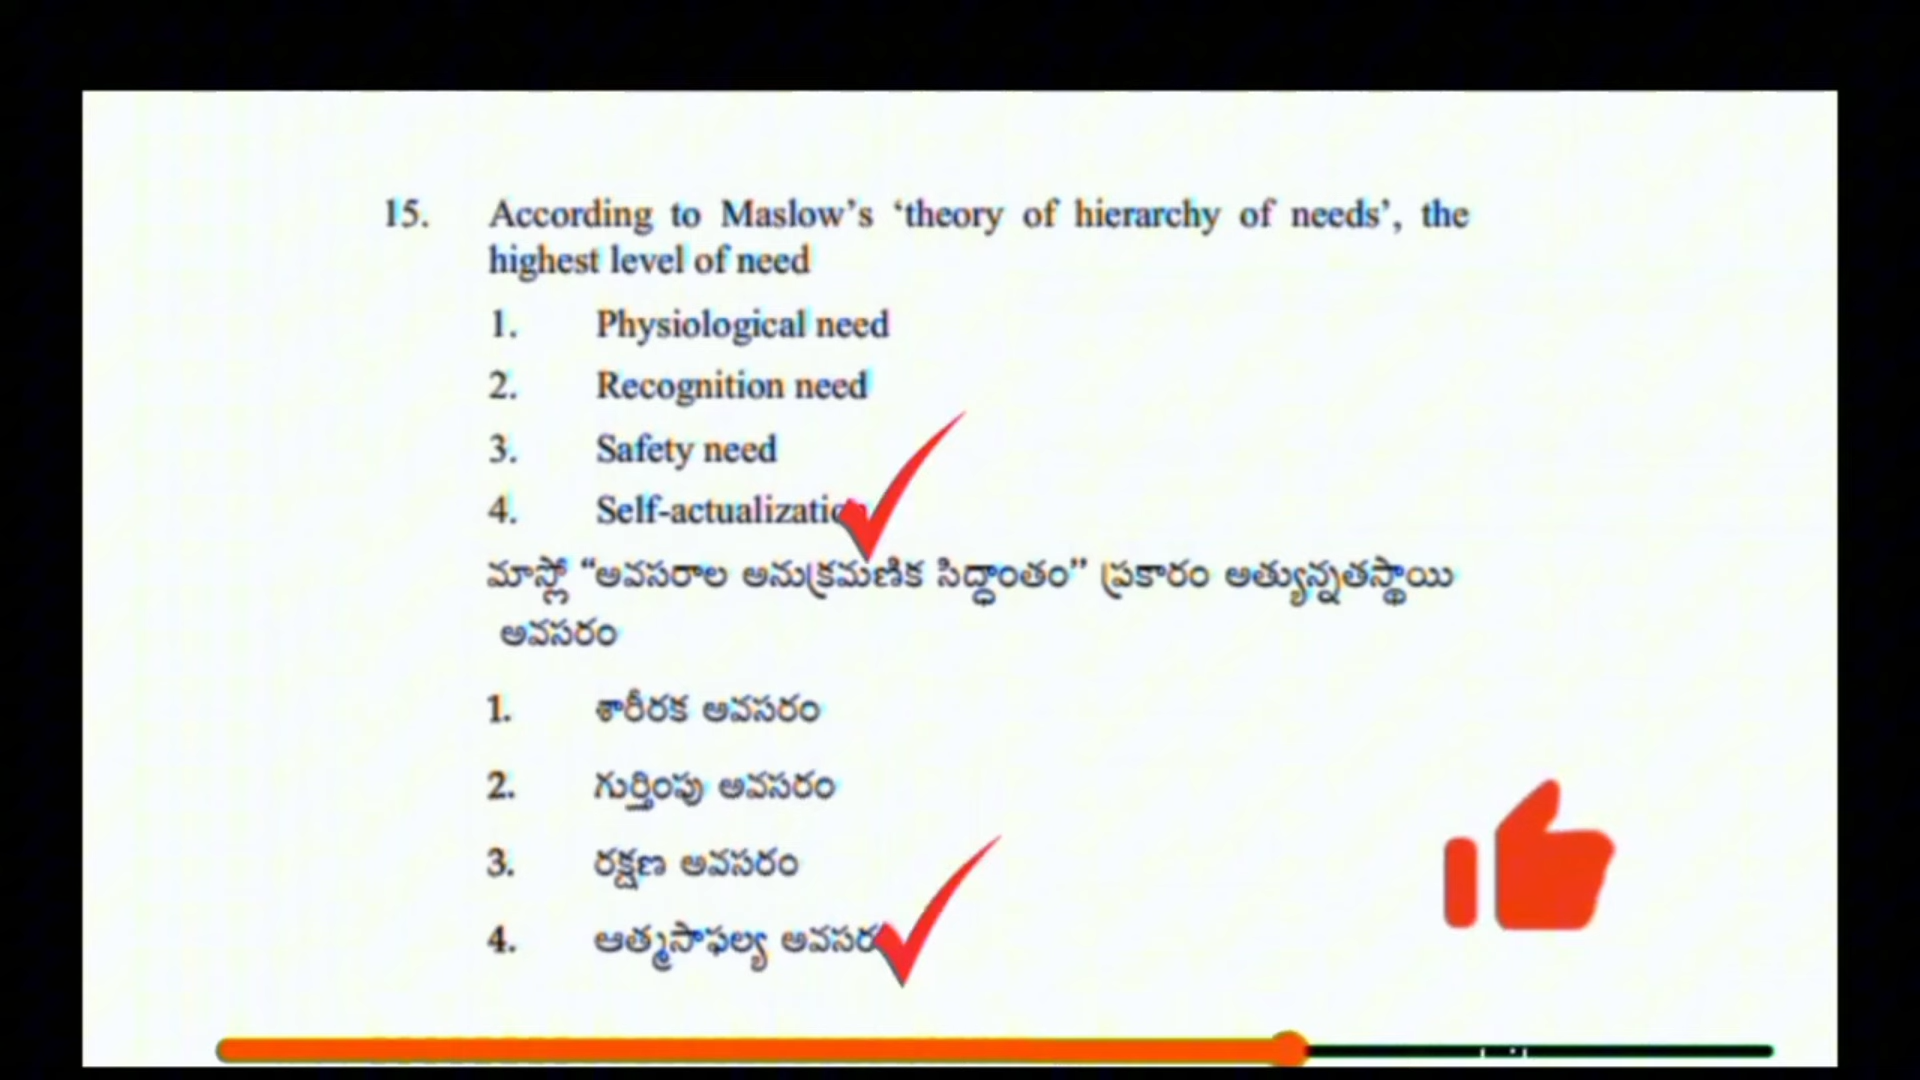 15. According to Maslow's 'theory of hierarchy of needs', the
highest level of need
1. Physiological need
2. Recognition need
3. Safety need
4. Self-actualization
మాస్లో “అవసరాల అనుక్రమణిక సిద్ధాంతం” ప్రకారం అత్యున్నతస్థాయి
అవసరం
1. శారీరక అవసరం
2. గుర్తింపు అవసరం
3. రక్షణ అవసరం
4. ఆత్మసాఫల్య అవసర